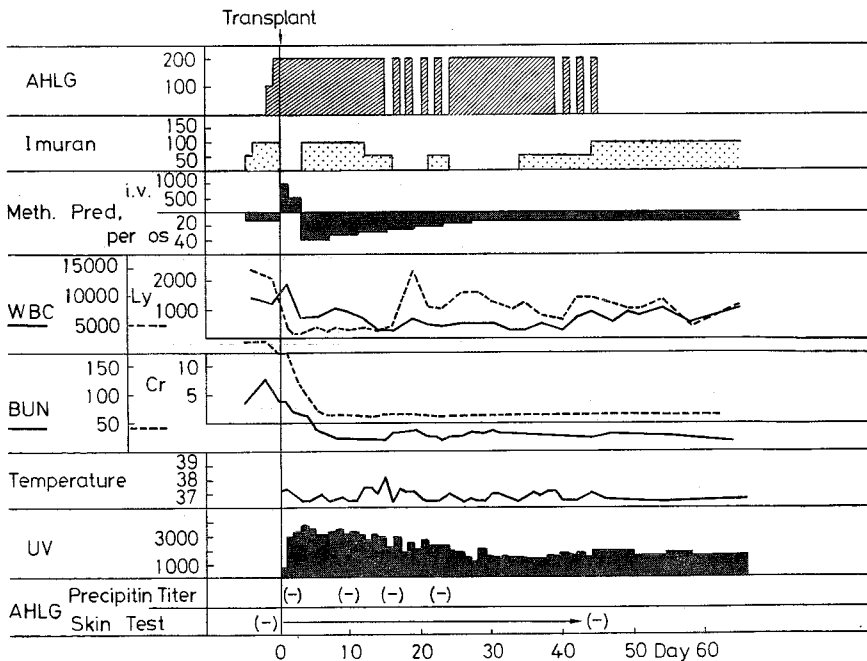 Transplant
AHLG 200 100
Imuran 150 100 50
Meth. Pred, i.v. 1000 500
per os 20 40
WBC 15000 10000 5000 Ly 2000 1000
BUN 150 100 50 Cr 10 5
Temperature 39 38 37
UV 3000 1000
AHLG Precipitin Titer (-) (-) (-) (-)
Skin Test (-) (-)
0 10 20 30 40 50 Day 60